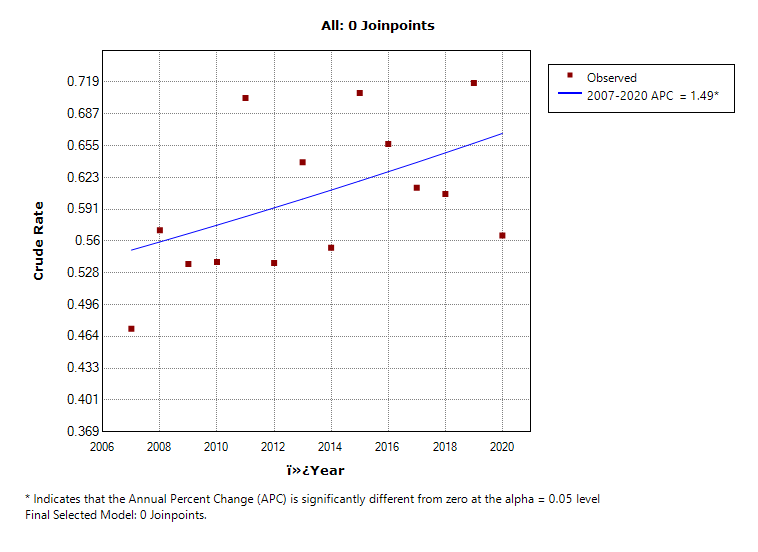 All: 0 Joinpoints
Observed
2007-2020 APC = 1.49*
0.719
0.687
0.655
0.623
0.591
0.56
0.528
0.496
0.464
0.433
0.401
0.369
Crude Rate
2006 2008 2010 2012 2014 2016 2018 2020
ï»¿Year
* Indicates that the Annual Percent Change (APC) is significantly different from zero at the alpha = 0.05 level
Final Selected Model: 0 Joinpoints.